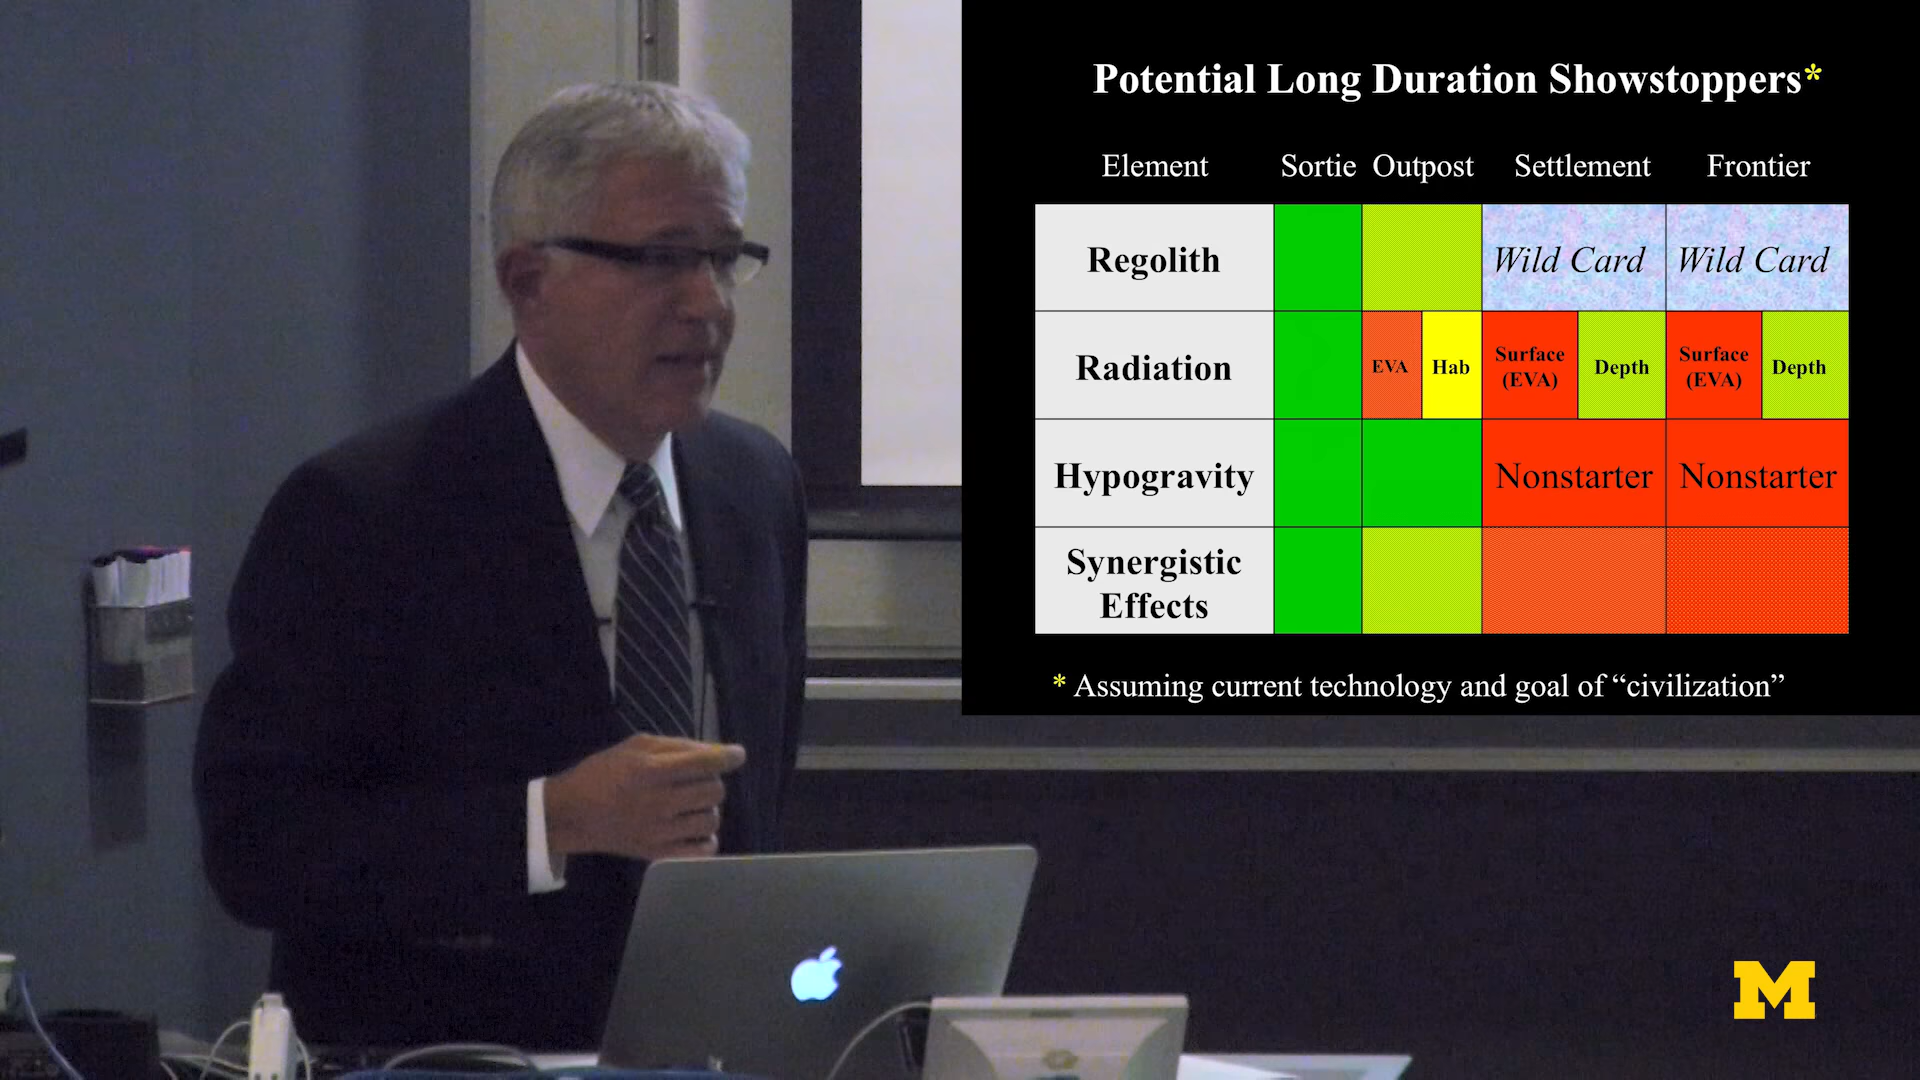 Potential Long Duration Showstoppers*
Element Sortie Outpost Settlement Frontier
Regolith Wild Card Wild Card
Radiation EVA Hab Surface (EVA) Depth Surface (EVA) Depth
Hypogravity Nonstarter Nonstarter
Synergistic
Effects
* Assuming current technology and goal of “civilization”
M